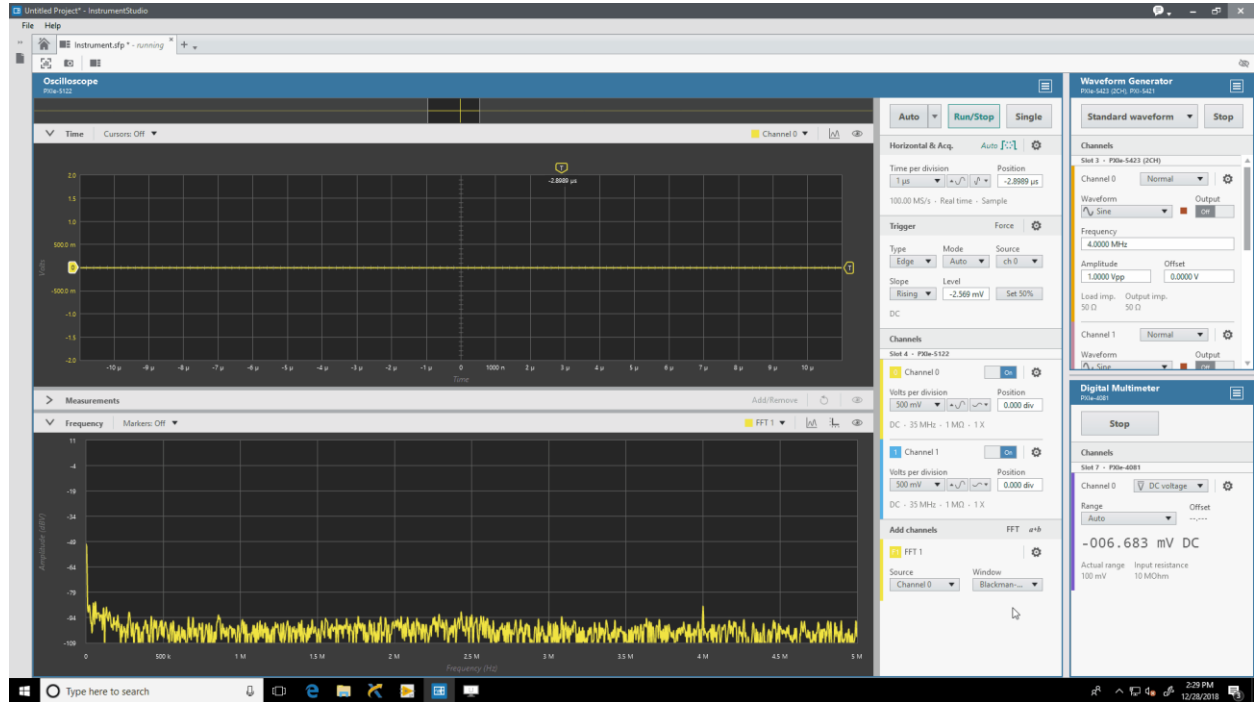 Untitled Project* - InstrumentStudio
File Help
Instrument.sfp * - running *
Oscilloscope
PXIe-5122
Time Cursors: Off Channel 0
T
-2.8989 µs
2.0
1.5
1.0
500.0 m
0
-500.0 m
-1.0
-1.5
-2.0
Volts
T
-10 µ -9 µ -8 µ -7 µ -6 µ -5 µ -4 µ -3 µ -2 µ -1 µ 0 1000 n 2 µ 3 µ 4 µ 5 µ 6 µ 7 µ 8 µ 9 µ 10 µ
Time
Measurements Add/Remove
Frequency Markers: Off FFT 1
11
-4
-19
-34
-49
-64
-79
-94
-109
Amplitude (dBV)
0 500 k 1 M 1.5 M 2 M 2.5 M 3 M 3.5 M 4 M 4.5 M 5 M
Frequency (Hz)
Auto Run/Stop Single
Horizontal & Acq. Auto
Time per division Position
1 µs -2.8989 µs
100.00 MS/s - Real time - Sample
Trigger Force
Type Mode Source
Edge Auto ch 0
Slope Level
Rising -2.569 mV Set 50%
DC
Channels
Slot 4 - PXIe-5122
0 Channel 0 On
Volts per division Position
500 mV 0.000 div
DC - 35 MHz - 1 MΩ - 1 X
1 Channel 1 On
Volts per division Position
500 mV 0.000 div
DC - 35 MHz - 1 MΩ - 1 X
Add channels FFT a+b
F1 FFT 1
Source Window
Channel 0 Blackman-...
Waveform Generator
PXIe-5423 (2CH), PXI-5421
Standard waveform Stop
Channels
Slot 3 - PXIe-5423 (2CH)
Channel 0 Normal
Waveform Output
Sine Off
Frequency
4.0000 MHz
Amplitude Offset
1.0000 Vpp 0.0000 V
Load imp. Output imp.
50 Ω 50 Ω
Channel 1 Normal
Waveform Output
Sine Off
Digital Multimeter
PXIe-4081
Stop
Channels
Slot 7 - PXIe-4081
Channel 0 DC voltage
Range Offset
Auto --.----
-006.683 mV DC
Actual range Input resistance
100 mV 10 MOhm
Type here to search
2:29 PM
12/28/2018
3